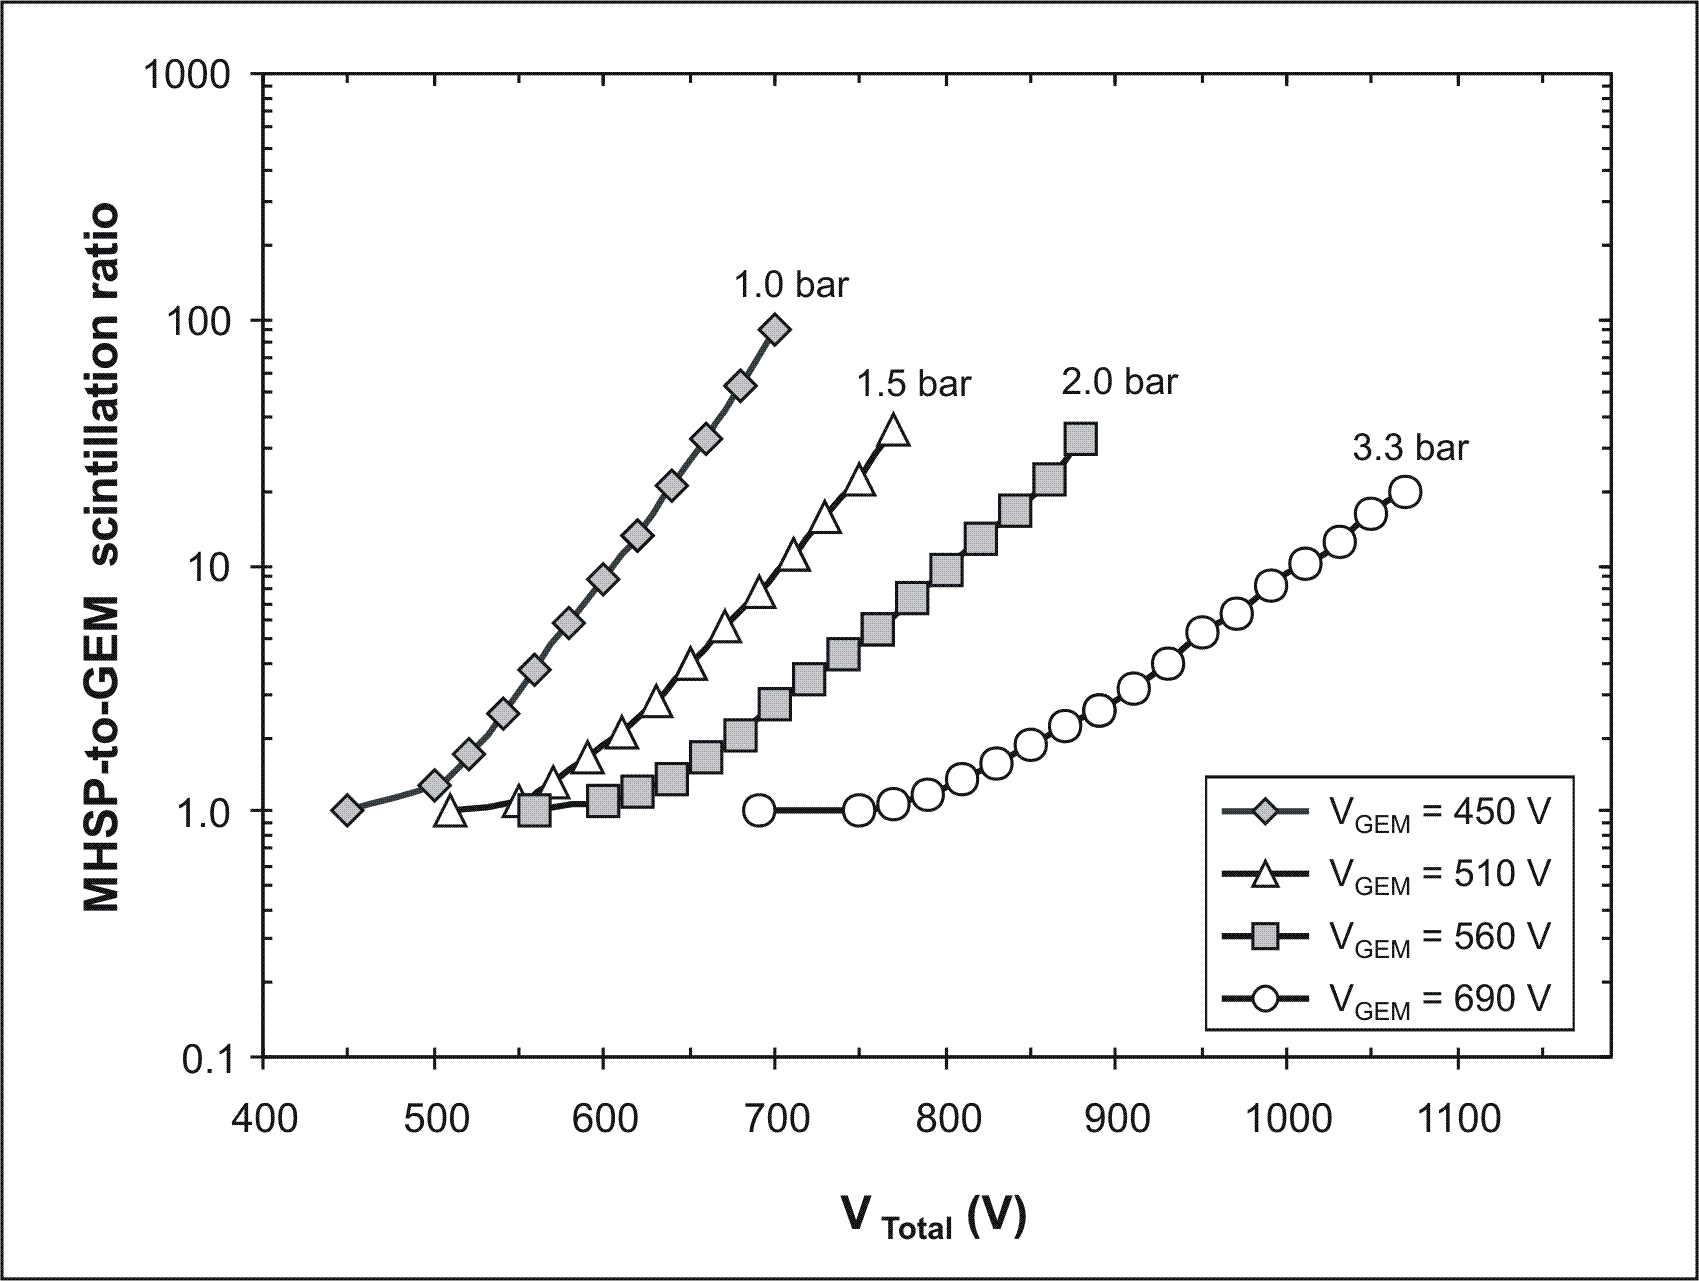 1000
100
10
1.0
0.1
MHSP-to-GEM scintillation ratio
1.0 bar
1.5 bar
2.0 bar
3.3 bar
VGEM = 450 V
VGEM = 510 V
VGEM = 560 V
VGEM = 690 V
400 500 600 700 800 900 1000 1100
V Total (V)